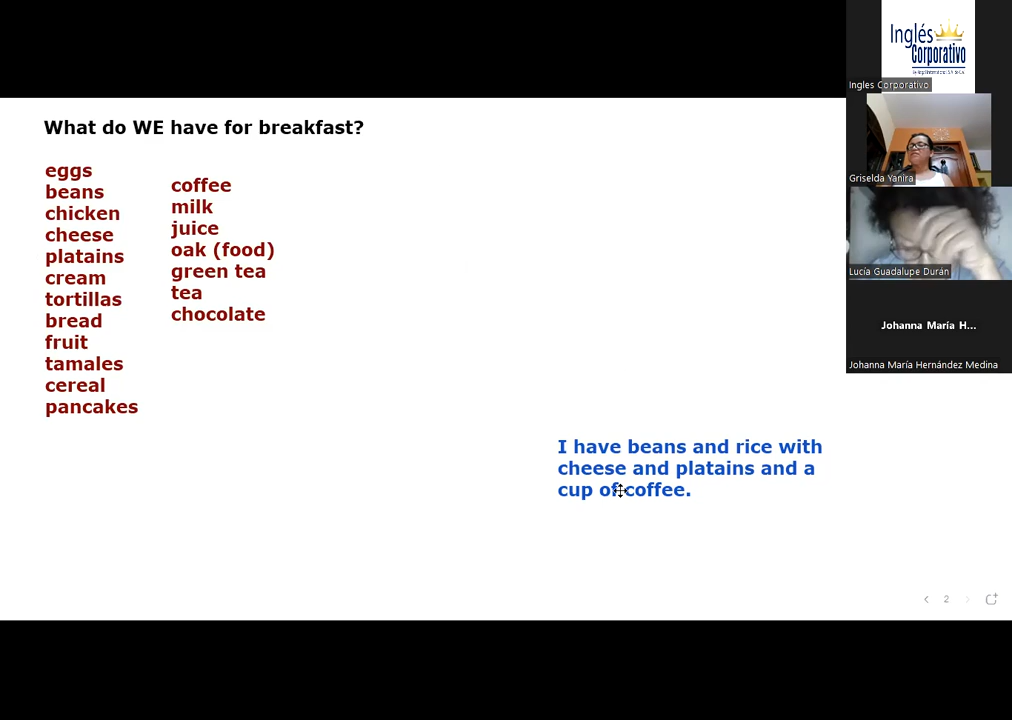 What do WE have for breakfast?
eggs
beans
chicken
cheese
platains
cream
tortillas
bread
fruit
tamales
cereal
pancakes
coffee
milk
juice
oak (food)
green tea
tea
chocolate
I have beans and rice with
cheese and platains and a
cup of coffee.
2
Inglés
Corporativo
Ingles Corporativo
Griselda Yanira
Lucía Guadalupe Durán
Johanna María H...
Johanna María Hernández Medina